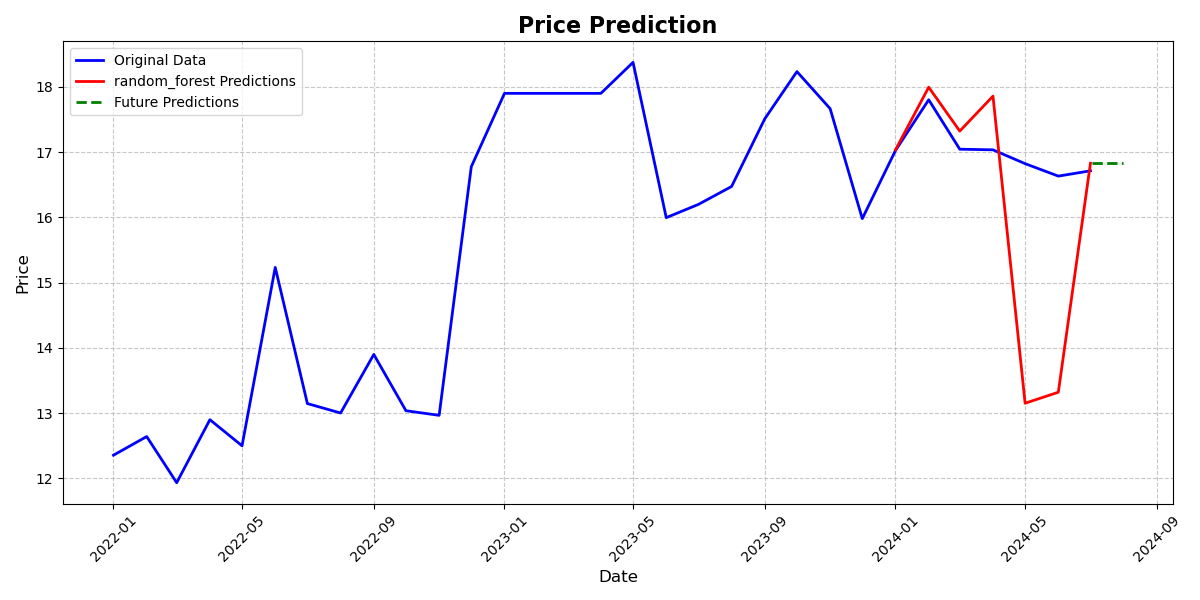 Price Prediction
Original Data
random_forest Predictions
Future Predictions
18
17
16
15
14
13
12
Price
2022-01
2022-05
2022-09
2023-01
2023-05
2023-09
2024-01
2024-05
2024-09
Date